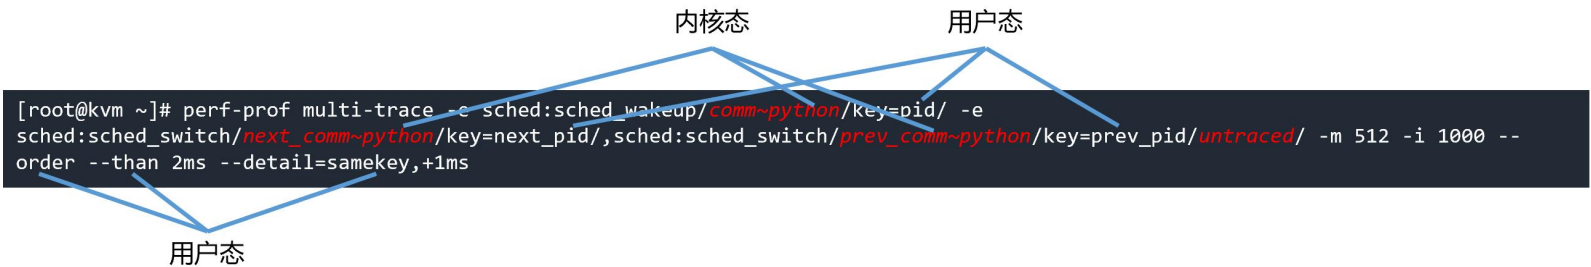 内核态
用户态
[root@kvm ~]# perf-prof multi-trace -e sched:sched_wakeup/comm~python/key=pid/ -e
sched:sched_switch/next_comm~python/key=next_pid/,sched:sched_switch/prev_comm~python/key=prev_pid/untraced/ -m 512 -i 1000 --
order --than 2ms --detail=samekey,+1ms
用户态